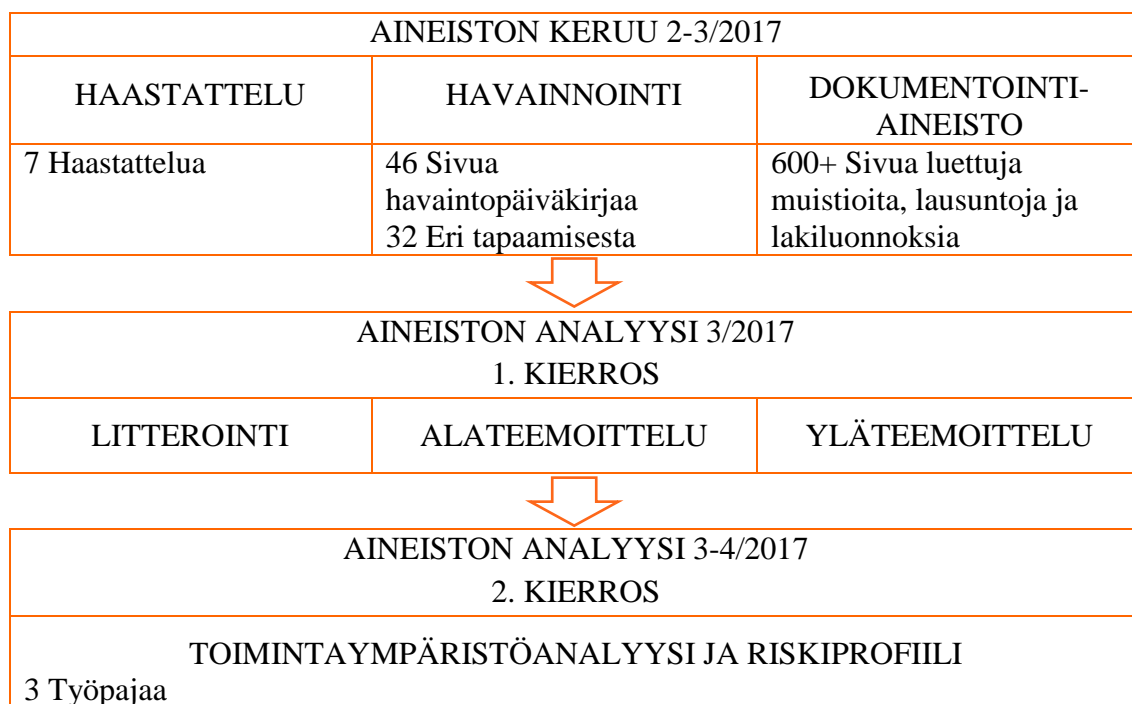 AINEISTON KERUU 2-3/2017
HAASTATTELU
HAVAINNOINTI
DOKUMENTOINTI-
AINEISTO
7 Haastattelua
46 Sivua
havaintopäiväkirjaa
32 Eri tapaamisesta
600+ Sivua luettuja
muistioita, lausuntoja ja
lakiluonnoksia
AINEISTON ANALYYSI 3/2017
1. KIERROS
LITTEROINTI
ALATEEMOITTELU
YLÄTEEMOITTELU
AINEISTON ANALYYSI 3-4/2017
2. KIERROS
TOIMINTAYMPÄRISTÖANALYYSI JA RISKIPROFIILI
3 Työpajaa